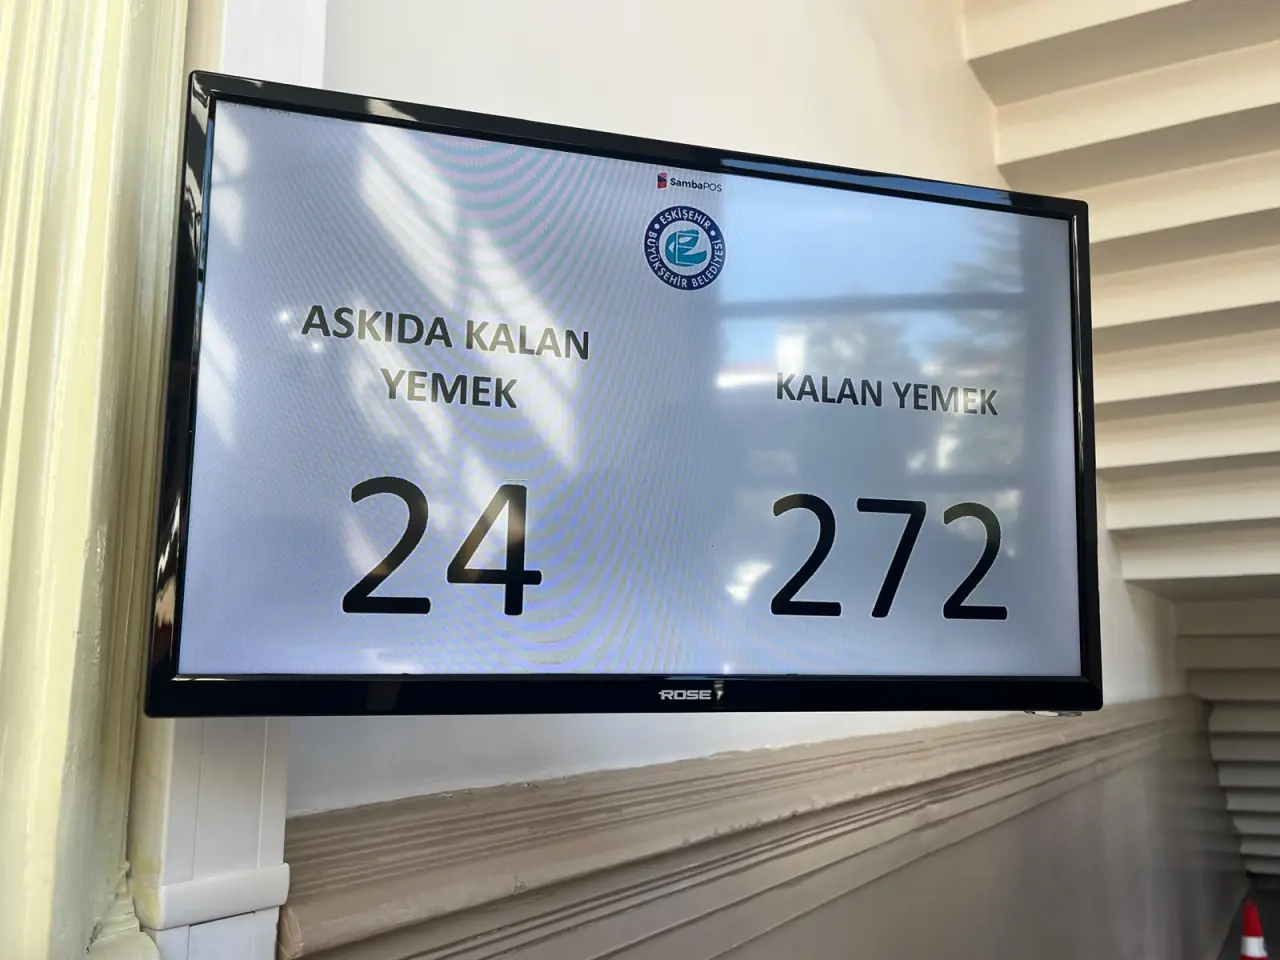 SambaPOS
ESKİŞEHİR
BÜYÜKŞEHİR BELEDİYESİ
ASKIDA KALAN
YEMEK
KALAN YEMEK
24
272
ROSE